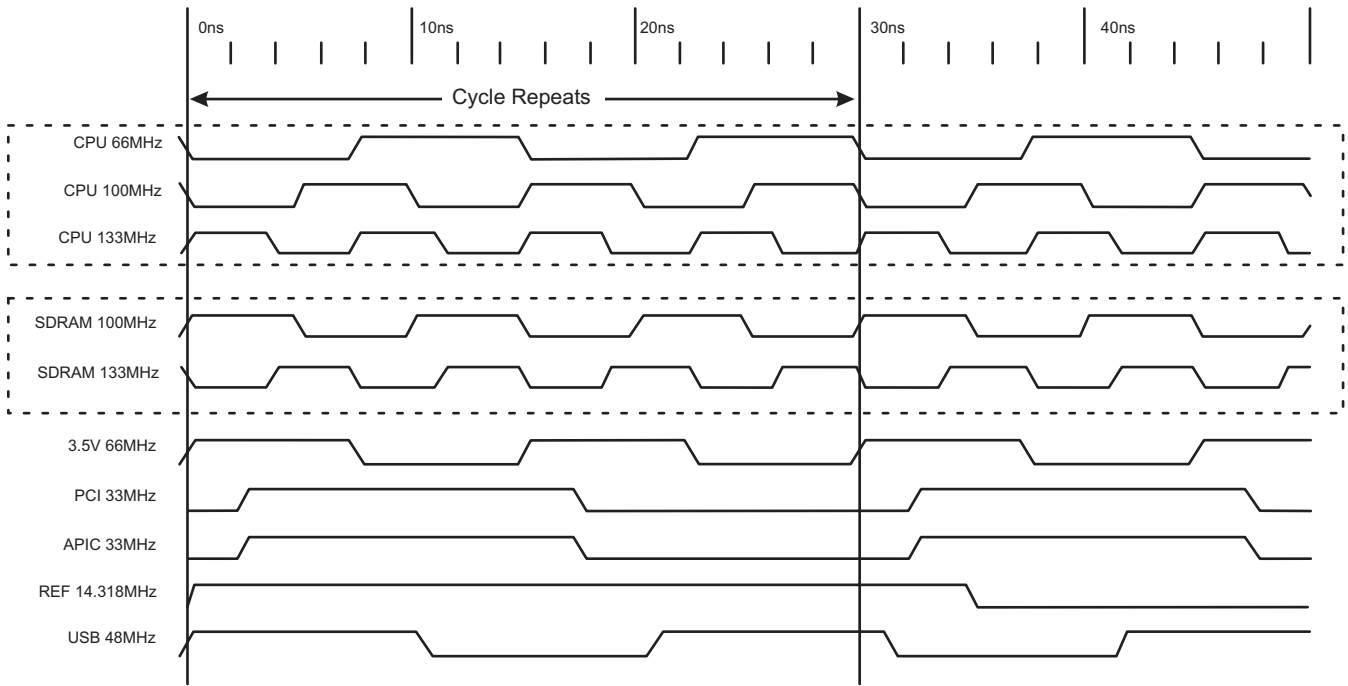 0ns 10ns 20ns 30ns 40ns
Cycle Repeats
CPU 66MHz
CPU 100MHz
CPU 133MHz
SDRAM 100MHz
SDRAM 133MHz
3.5V 66MHz
PCI 33MHz
APIC 33MHz
REF 14.318MHz
USB 48MHz